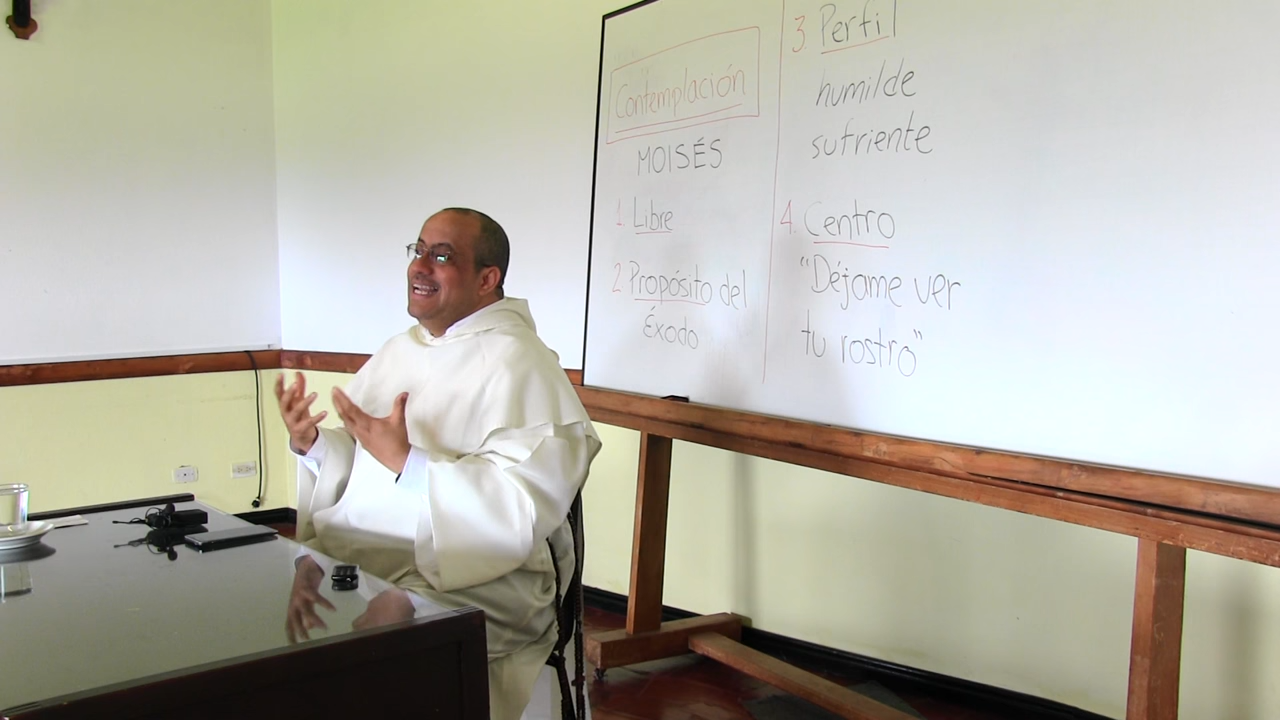 Contemplación
MOISÉS
1. Libre
2. Propósito del
Éxodo
3 Perfil
humilde
sufriente
4. Centro
"Déjame ver
tu rostro"